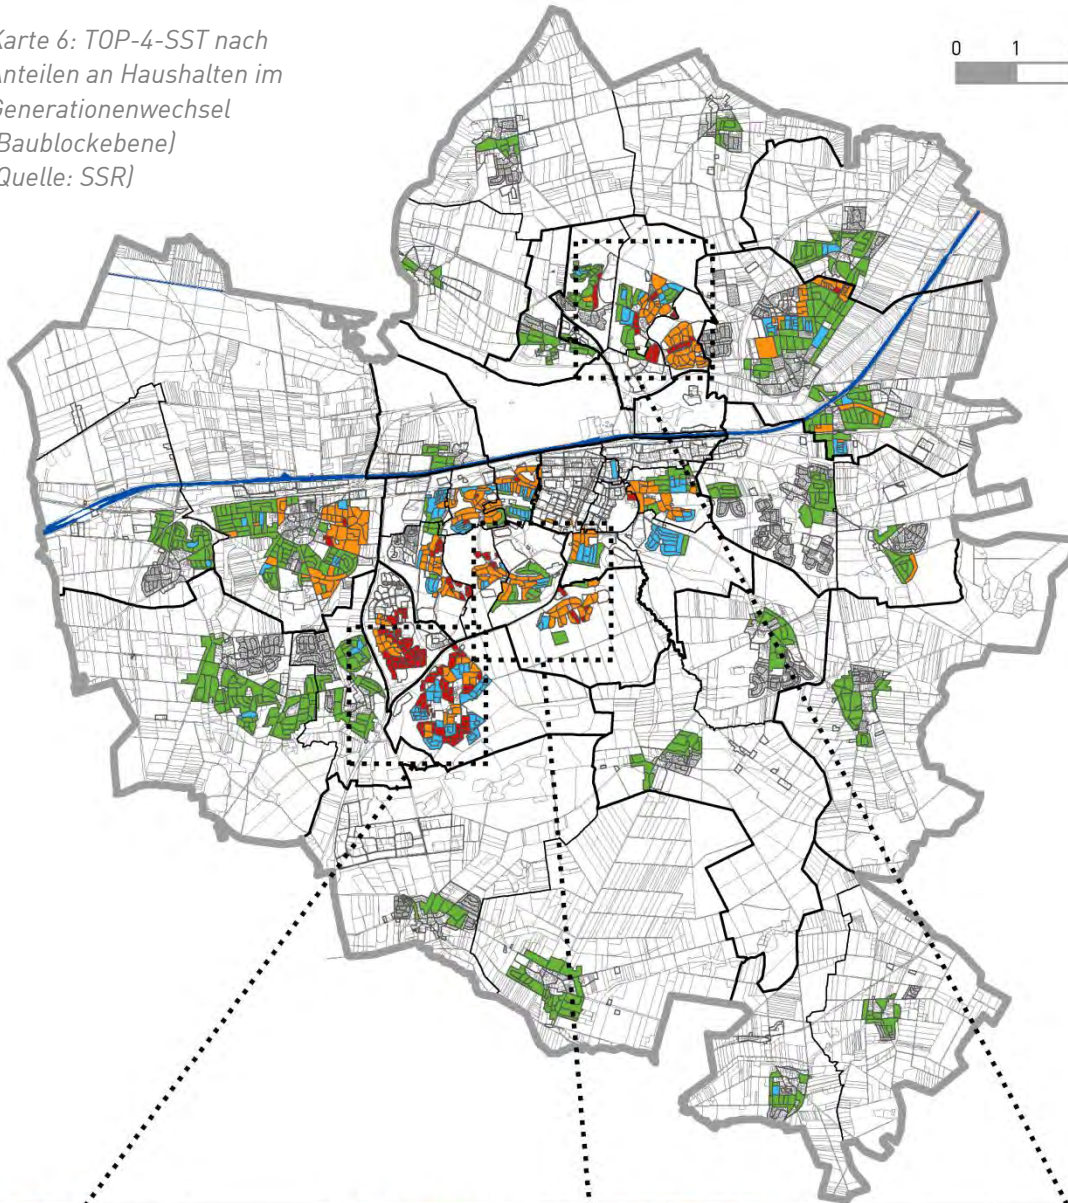 Karte 6: TOP-4-SST nach
Anteilen an Haushalten im
Generationenwechsel
(Baublockebene)
(Quelle: SSR)
0 1